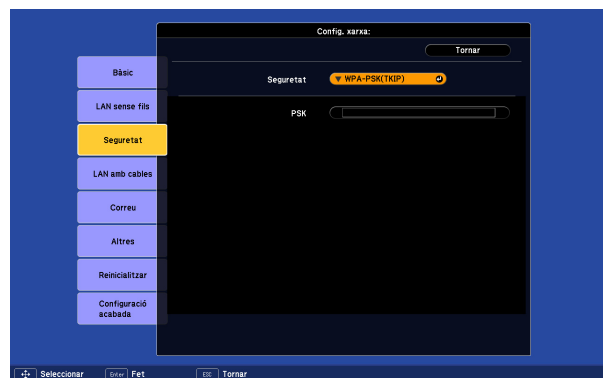 Config. xarxa:
Tornar
Bàsic
Seguretat
WPA-PSK(TKIP)
LAN sense fils
PSK
Seguretat
LAN amb cables
Correu
Altres
Reinicialitzar
Configuració
acabada
Seleccionar Enter Fet ESC Tornar